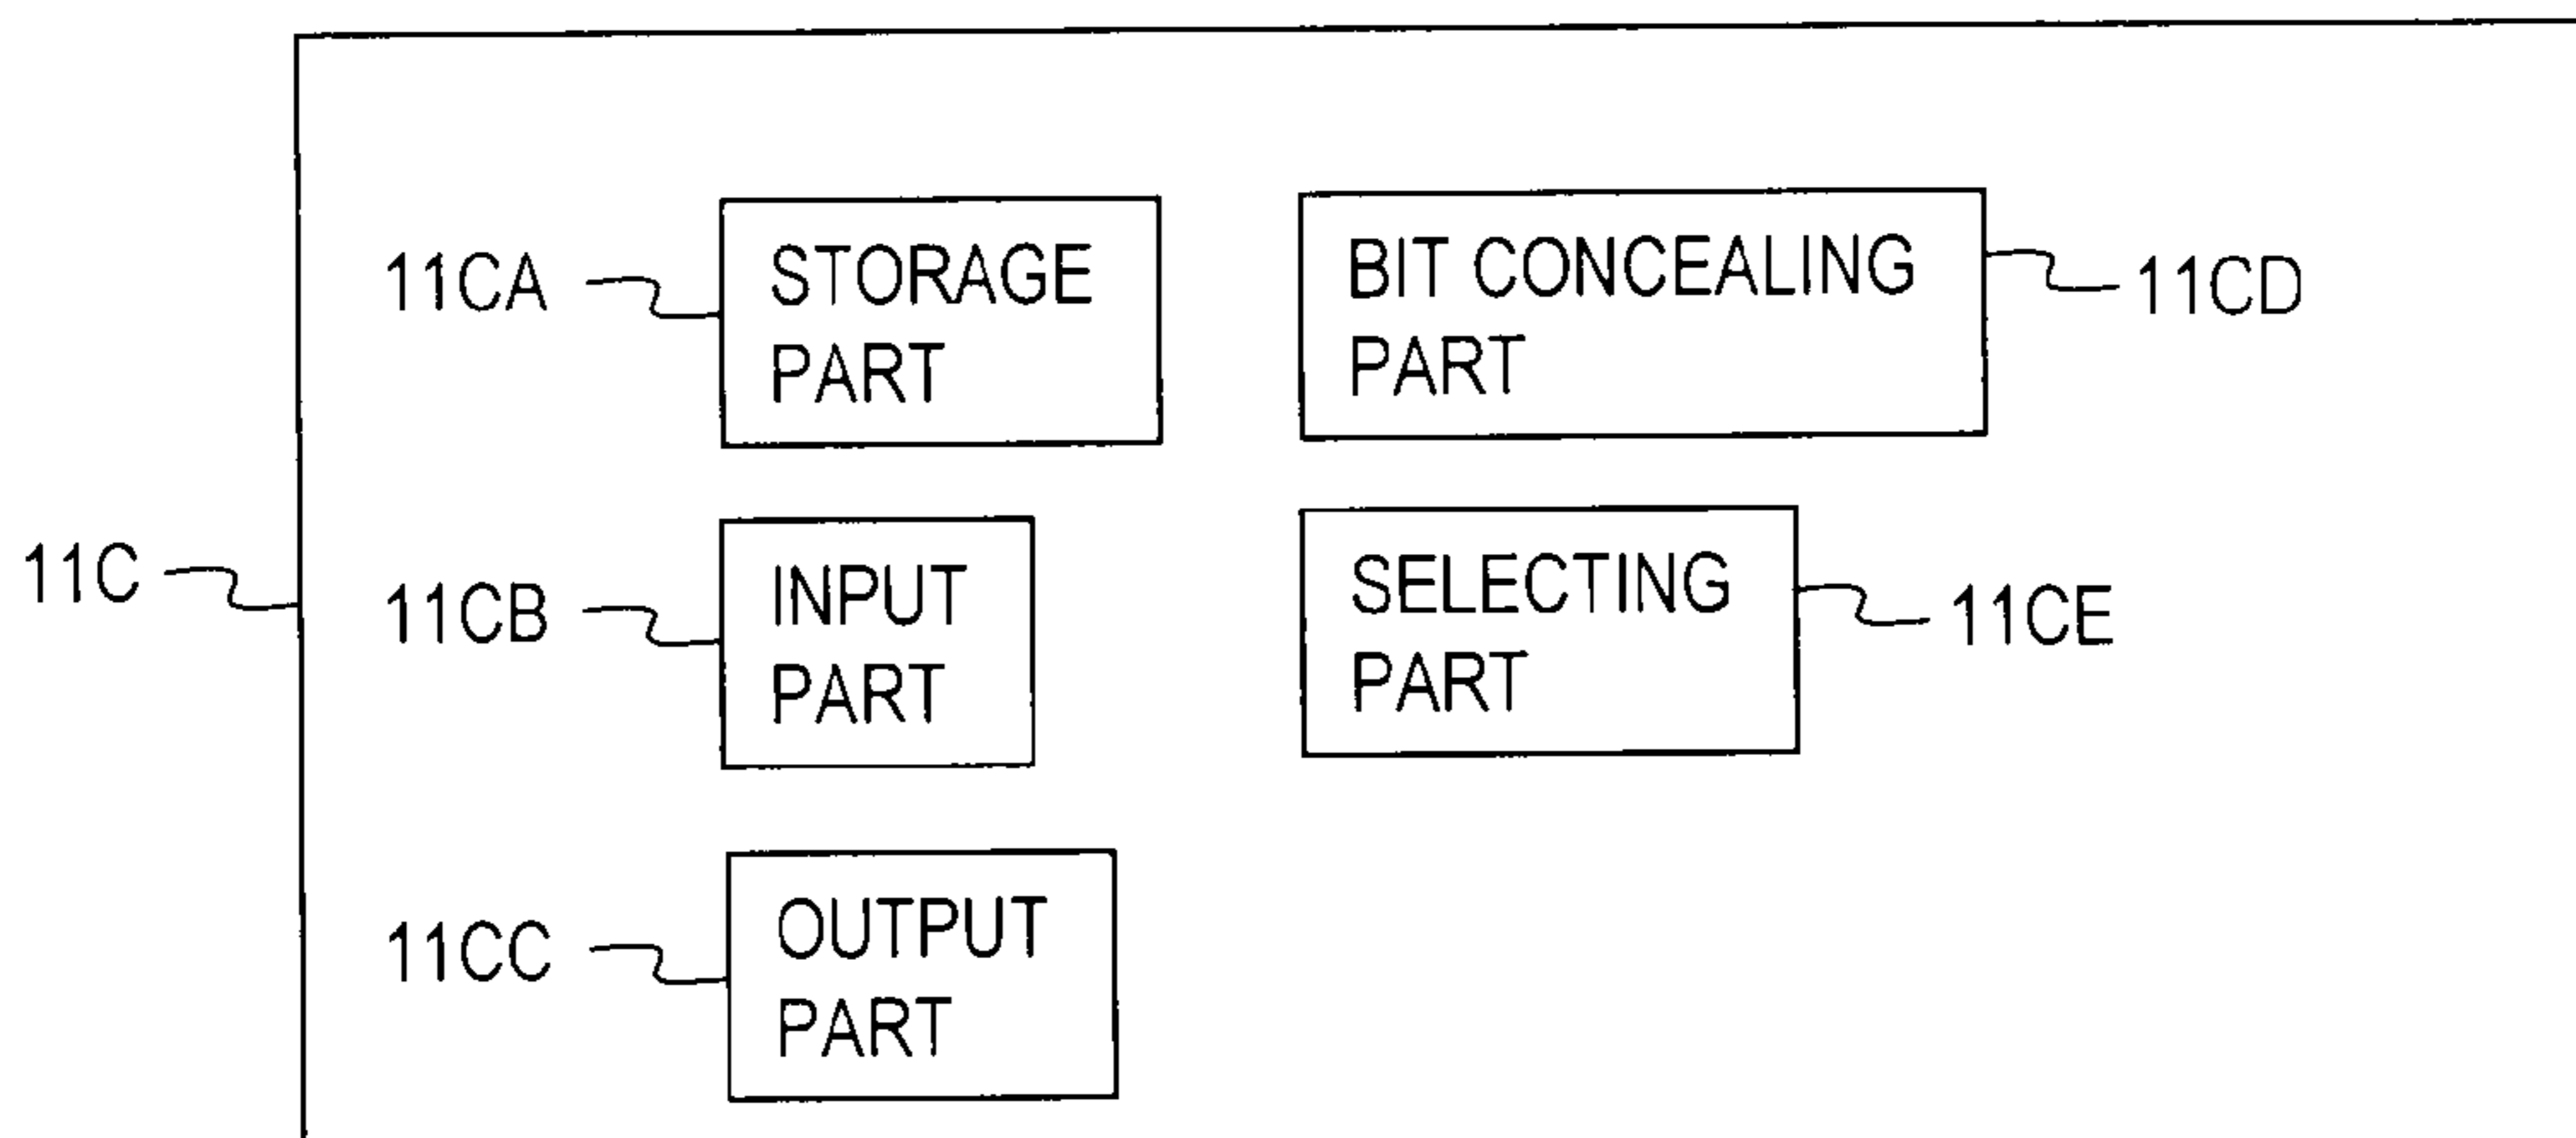 11C
11CA
STORAGE
PART
11CB
INPUT
PART
11CC
OUTPUT
PART
BIT CONCEALING
PART
11CD
SELECTING
PART
11CE